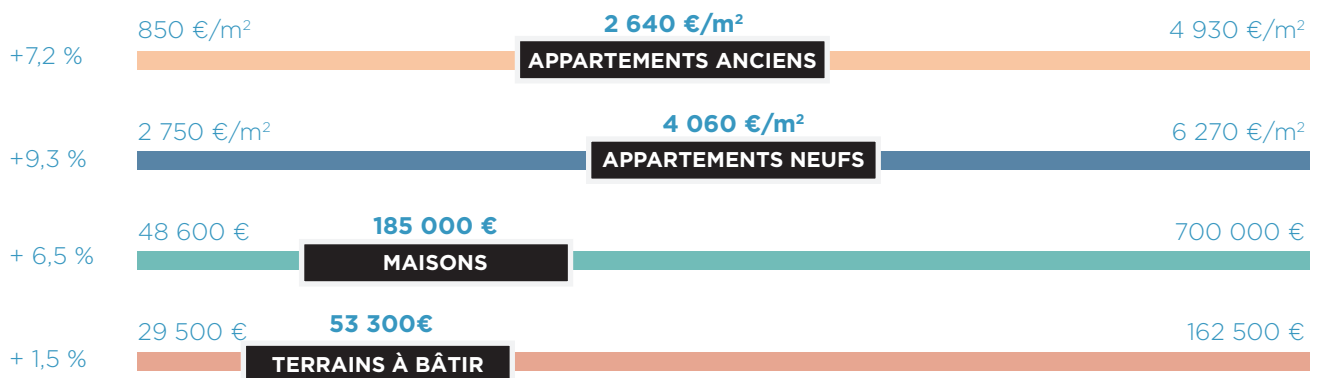 850 €/m² 2 640 €/m² 4 930 €/m²
+7,2 % APPARTEMENTS ANCIENS
2 750 €/m² 4 060 €/m² 6 270 €/m²
+9,3 % APPARTEMENTS NEUFS
48 600 € 185 000 € 700 000 €
+ 6,5 % MAISONS
29 500 € 53 300€ 162 500 €
+ 1,5 % TERRAINS À BÂTIR